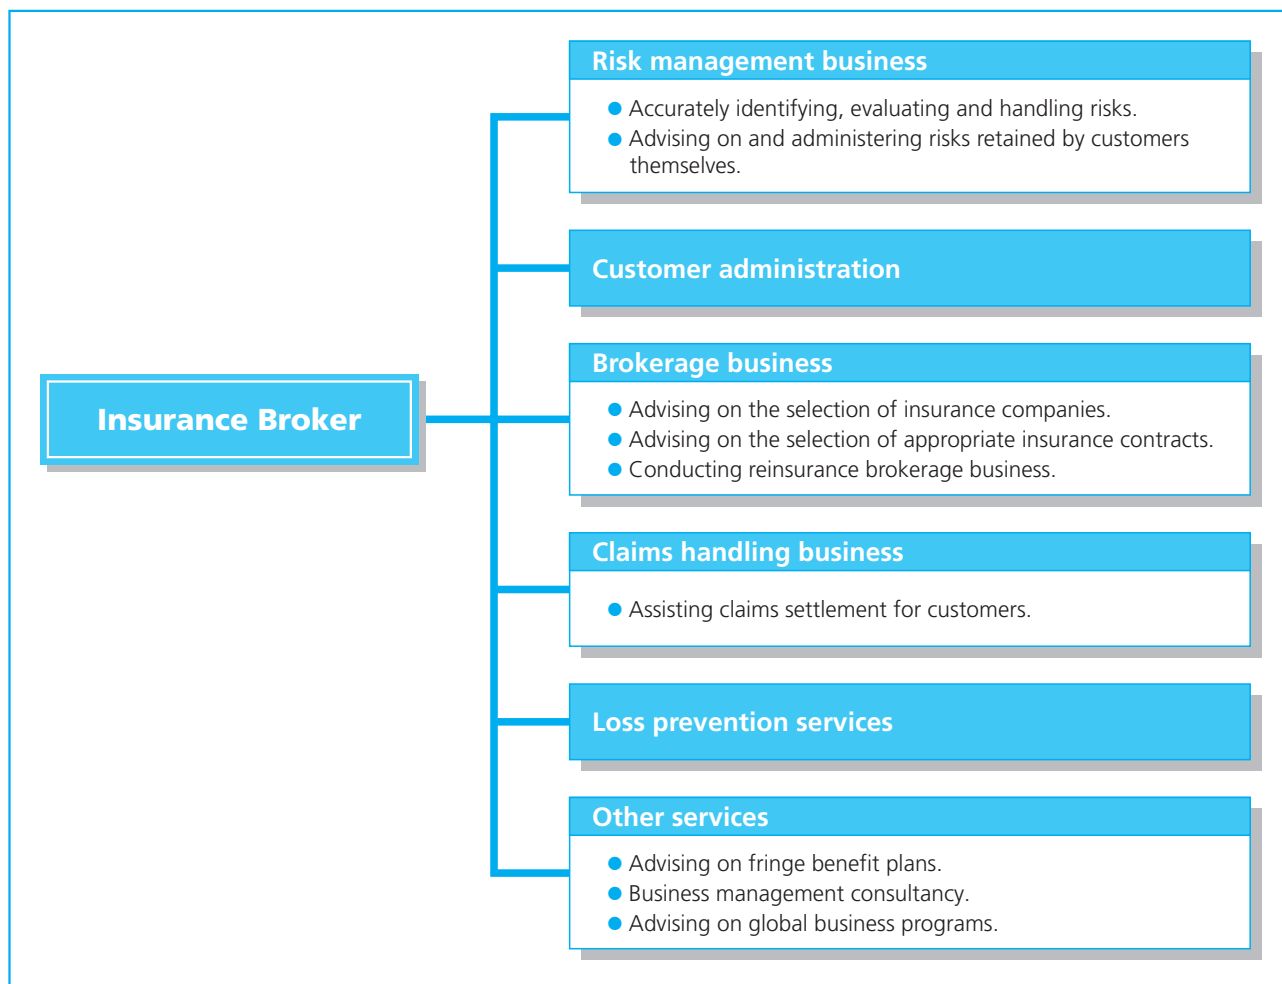 Insurance Broker
Risk management business
● Accurately identifying, evaluating and handling risks.
● Advising on and administering risks retained by customers
themselves.
Customer administration
Brokerage business
● Advising on the selection of insurance companies.
● Advising on the selection of appropriate insurance contracts.
● Conducting reinsurance brokerage business.
Claims handling business
● Assisting claims settlement for customers.
Loss prevention services
Other services
● Advising on fringe benefit plans.
● Business management consultancy.
● Advising on global business programs.